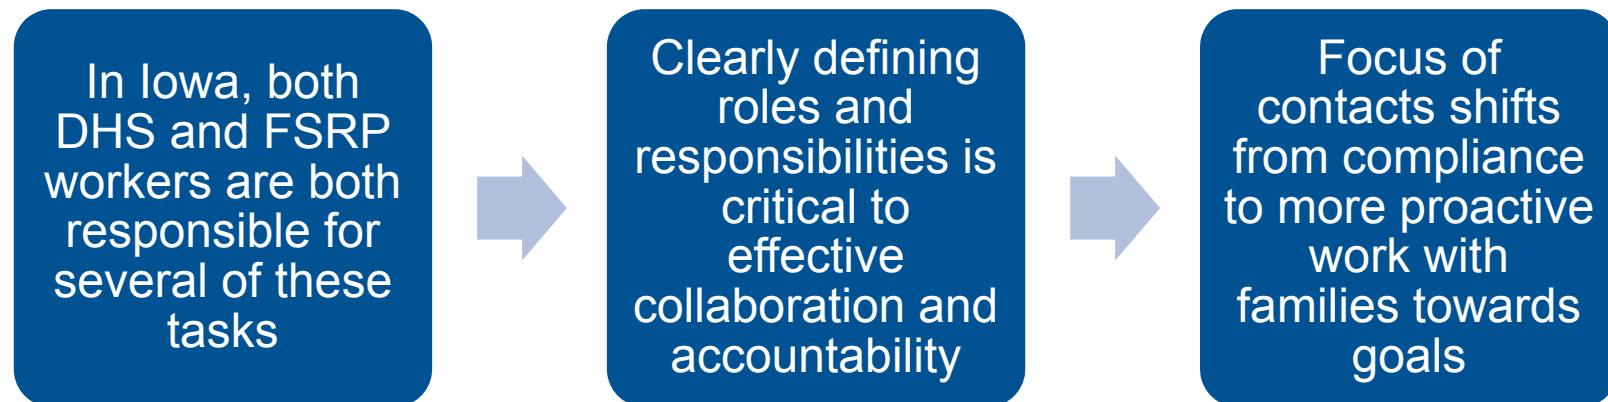 In Iowa, both
DHS and FSRP
workers are both
responsible for
several of these
tasks
Clearly defining
roles and
responsibilities is
critical to
effective
collaboration and
accountability
Focus of
contacts shifts
from compliance
to more proactive
work with
families towards
goals